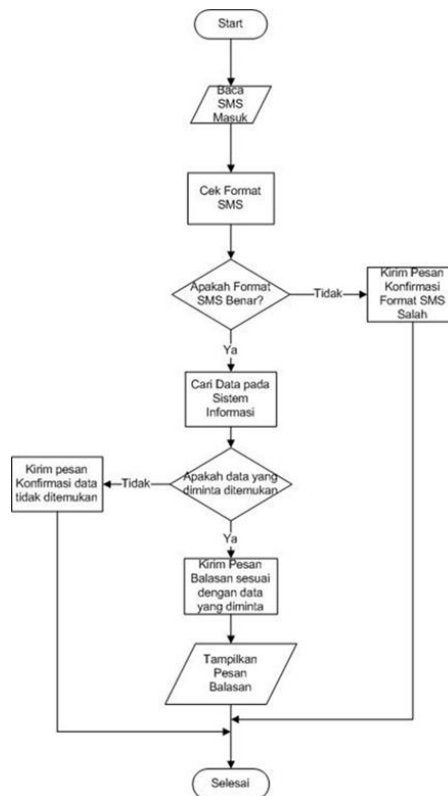 Start
Baca
SMS
Masuk
Cek Format
SMS
Apakah Format
SMS Benar?
Tidak
Kirim Pesan
Konfirmasi
Format SMS
Salah
Ya
Cari Data pada
Sistem
Informasi
Apakah data yang
diminta ditemukan
Tidak
Kirim pesan
Konfirmasi data
tidak ditemukan
Ya
Kirim Pesan
Balasan sesuai
dengan data
yang diminta
Tampilkan
Pesan
Balasan
Selesai